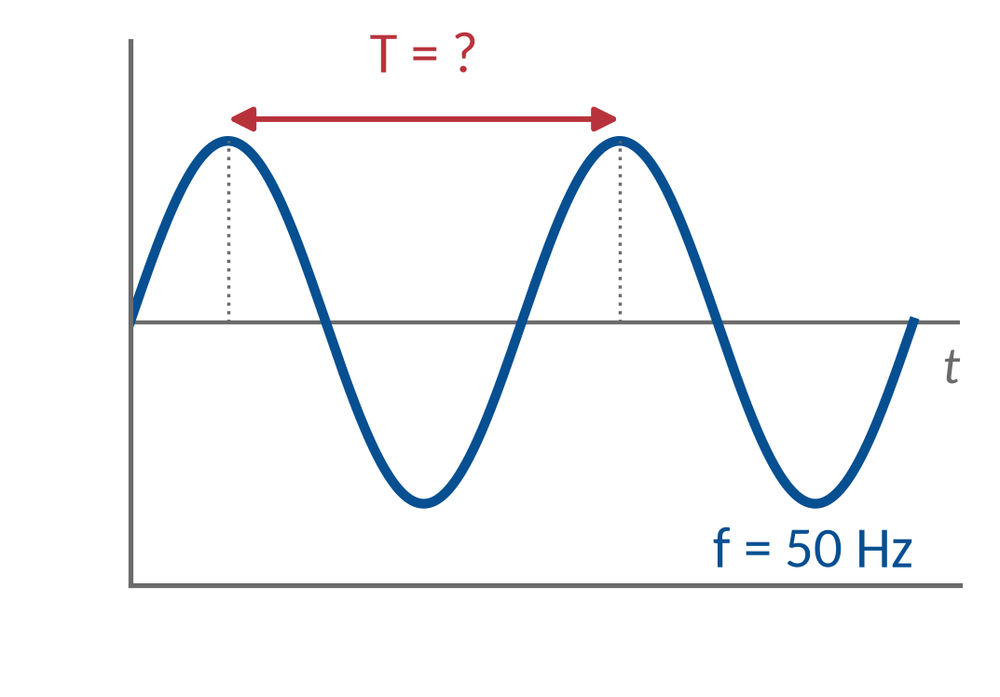 T = ?
t
f = 50 Hz